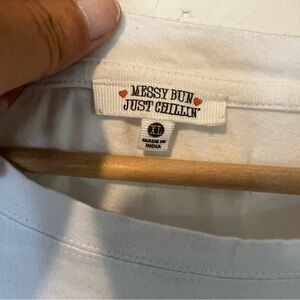 MESSY BUN
JUST CHILLIN'
XL
MADE IN
INDIA